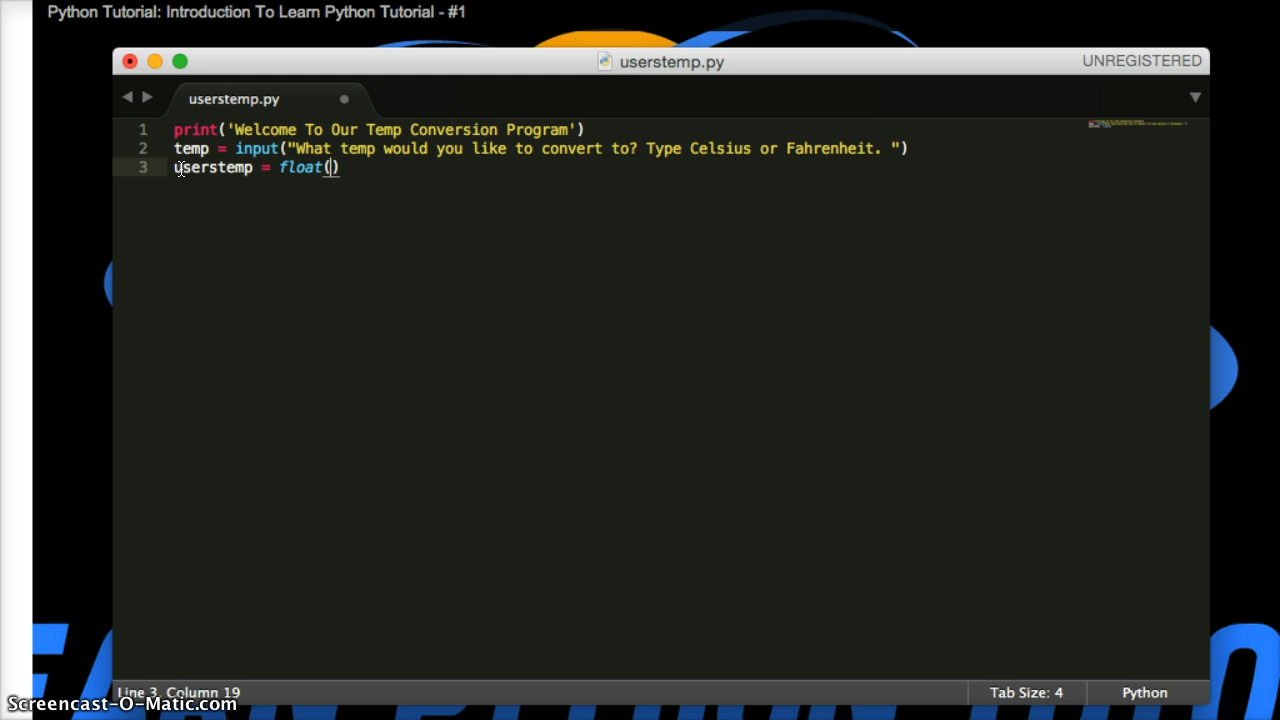 Python Tutorial: Introduction To Learn Python Tutorial - #1
userstemp.py
UNREGISTERED
userstemp.py
1 print('Welcome To Our Temp Conversion Program')
2 temp = input("What temp would you like to convert to? Type Celsius or Fahrenheit. ")
3 userstemp = float()
Line 3, Column 19
Tab Size: 4
Python
Screencast-O-Matic.com